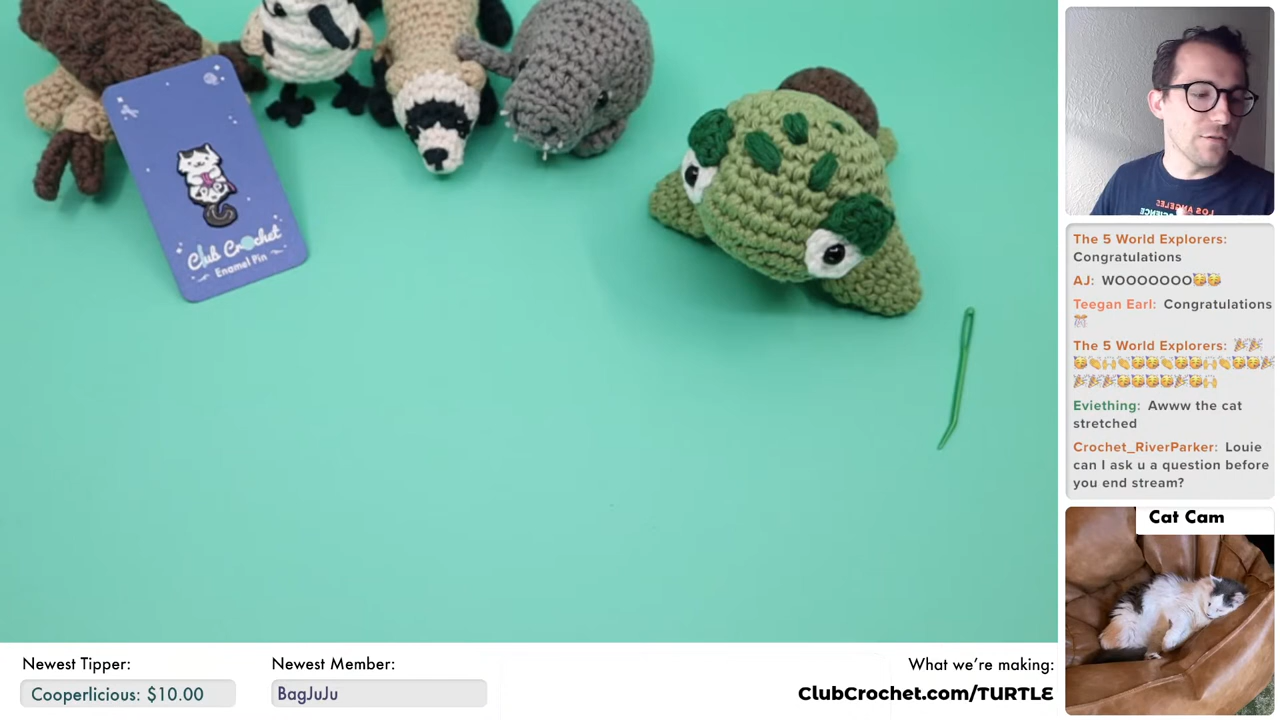 Club Crochet
Enamel Pin
LOS ANGELES
The 5 World Explorers:
Congratulations
AJ: WOOOOOOO🥳🥳
Teegan Earl: Congratulations
🎊
The 5 World Explorers: 🎉🎉
🥳👏🙌👏🥳🥳👏🥳🥳🙌👏🥳🥳🎉
🎉🎉🎉🥳🥳🥳🥳🎉🥳🙌
Eviething: Awww the cat
stretched
Crochet_RiverParker: Louie
can I ask u a question before
you end stream?
Cat Cam
Newest Tipper:
Cooperlicious: $10.00
Newest Member:
BagJuJu
What we're making:
ClubCrochet.com/TURTLE